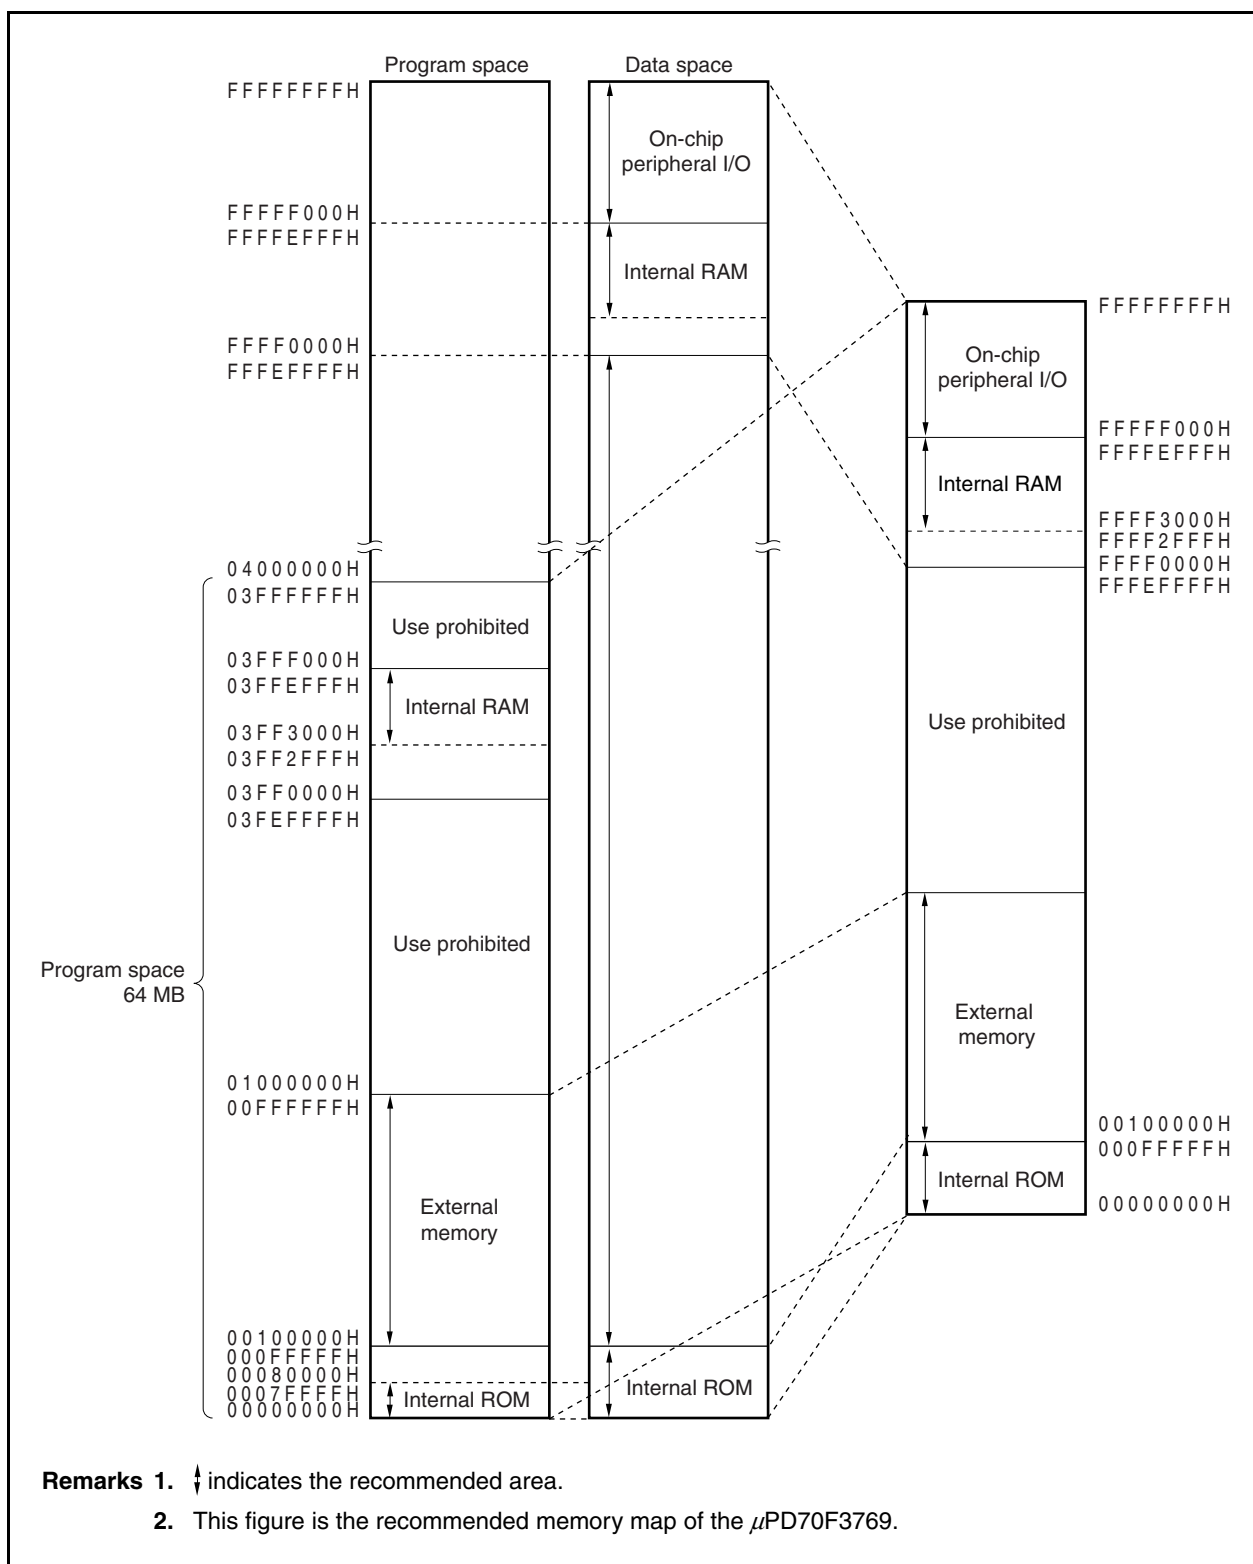 Program space
Data space
FFFFFFFFH
On-chip
peripheral I/O
FFFFF000H
FFFFEFFFH
Internal RAM
FFFF0000H
FFFEFFFFH
04000000H
03FFFFFFH
Use prohibited
03FFF000H
03FFEFFFH
Internal RAM
03FF3000H
03FF2FFFH
03FF0000H
03FEFFFFH
Use prohibited
Program space
64 MB
01000000H
00FFFFFFH
External
memory
00100000H
000FFFFFH
00080000H
0007FFFFH
00000000H
Internal ROM
Internal ROM
FFFFFFFFH
On-chip
peripheral I/O
FFFFF000H
FFFFEFFFH
Internal RAM
FFFF3000H
FFFF2FFFH
FFFF0000H
FFFEFFFFH
Use prohibited
External
memory
00100000H
000FFFFFH
Internal ROM
00000000H
Remarks 1. indicates the recommended area.
2. This figure is the recommended memory map of the μPD70F3769.